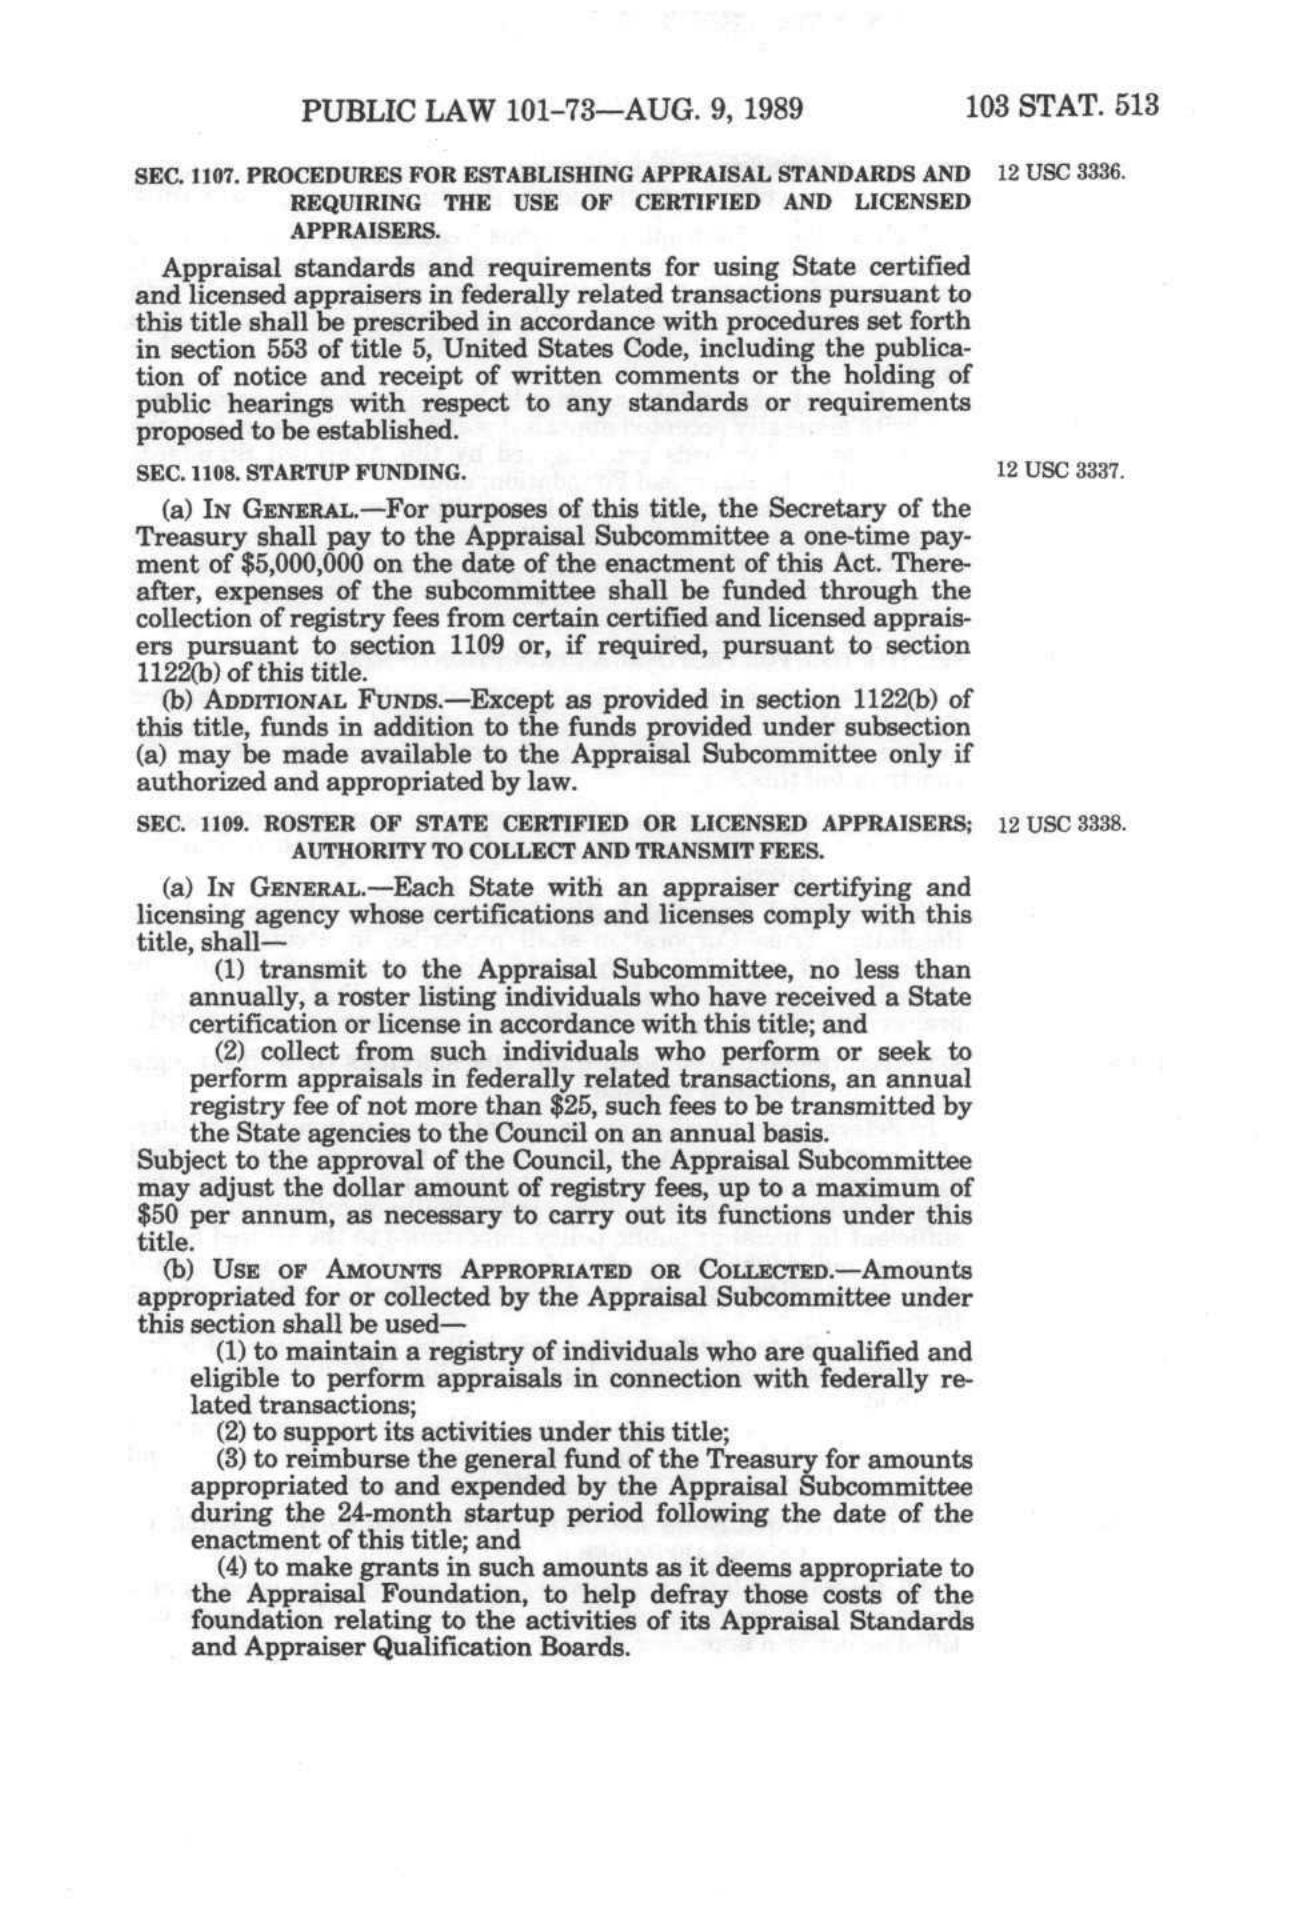 PUBLIC LAW 101-73—AUG. 9, 1989
103 STAT. 513
SEC. 1107. PROCEDURES FOR ESTABLISHING APPRAISAL STANDARDS AND
REQUIRING THE USE OF CERTIFIED AND LICENSED
APPRAISERS.
12 USC 3336.
Appraisal standards and requirements for using State certified
and licensed appraisers in federally related transactions pursuant to
this title shall be prescribed in accordance with procedures set forth
in section 553 of title 5, United States Code, including the publica-
tion of notice and receipt of written comments or the holding of
public hearings with respect to any standards or requirements
proposed to be established.
SEC. 1108. STARTUP FUNDING.
12 USC 3337.
(a) IN GENERAL.—For purposes of this title, the Secretary of the
Treasury shall pay to the Appraisal Subcommittee a one-time pay-
ment of $5,000,000 on the date of the enactment of this Act. There-
after, expenses of the subcommittee shall be funded through the
collection of registry fees from certain certified and licensed apprais-
ers pursuant to section 1109 or, if required, pursuant to section
1122(b) of this title.
(b) ADDITIONAL FUNDS.—Except as provided in section 1122(b) of
this title, funds in addition to the funds provided under subsection
(a) may be made available to the Appraisal Subcommittee only if
authorized and appropriated by law.
SEC. 1109. ROSTER OF STATE CERTIFIED OR LICENSED APPRAISERS;
AUTHORITY TO COLLECT AND TRANSMIT FEES.
12 USC 3338.
(a) IN GENERAL.—Each State with an appraiser certifying and
licensing agency whose certifications and licenses comply with this
title, shall—
(1) transmit to the Appraisal Subcommittee, no less than
annually, a roster listing individuals who have received a State
certification or license in accordance with this title; and
(2) collect from such individuals who perform or seek to
perform appraisals in federally related transactions, an annual
registry fee of not more than $25, such fees to be transmitted by
the State agencies to the Council on an annual basis.
Subject to the approval of the Council, the Appraisal Subcommittee
may adjust the dollar amount of registry fees, up to a maximum of
$50 per annum, as necessary to carry out its functions under this
title.
(b) USE OF AMOUNTS APPROPRIATED OR COLLECTED.—Amounts
appropriated for or collected by the Appraisal Subcommittee under
this section shall be used—
(1) to maintain a registry of individuals who are qualified and
eligible to perform appraisals in connection with federally re-
lated transactions;
(2) to support its activities under this title;
(3) to reimburse the general fund of the Treasury for amounts
appropriated to and expended by the Appraisal Subcommittee
during the 24-month startup period following the date of the
enactment of this title; and
(4) to make grants in such amounts as it deems appropriate to
the Appraisal Foundation, to help defray those costs of the
foundation relating to the activities of its Appraisal Standards
and Appraiser Qualification Boards.